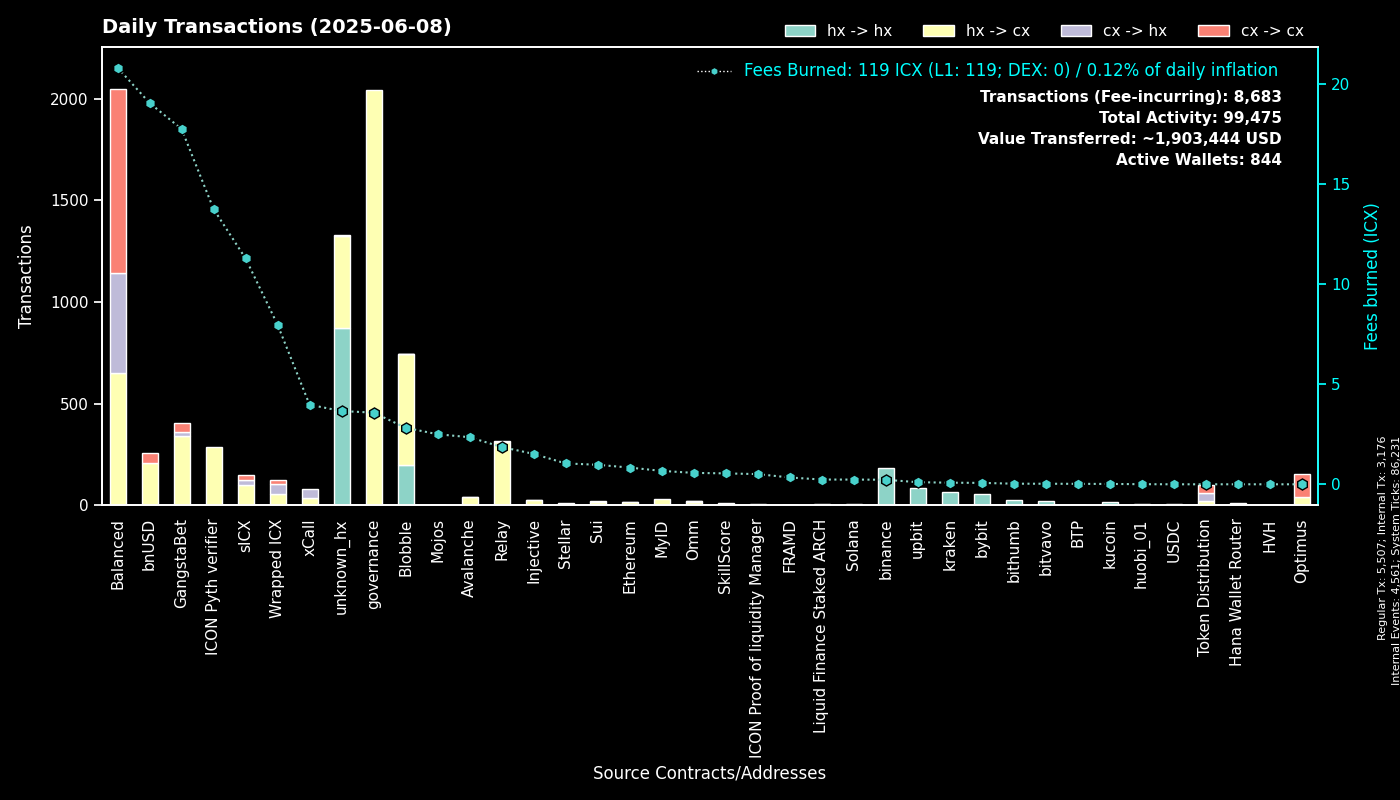 Daily Transactions (2025-06-08)
hx -> hx
hx -> cx
cx -> hx
cx -> cx
Fees Burned: 119 ICX (L1: 119; DEX: 0) / 0.12% of daily inflation
Transactions (Fee-incurring): 8,683
Total Activity: 99,475
Value Transferred: ~1,903,444 USD
Active Wallets: 844
Transactions
2000
1500
1000
500
0
Fees burned (ICX)
20
15
10
5
0
Balanced
bnUSD
GangstaBet
ICON Pyth verifier
sICX
Wrapped ICX
xCall
unknown_hx
governance
Blobble
Mojos
Avalanche
Relay
Injective
Stellar
Sui
Ethereum
MyID
Omm
SkillScore
ICON Proof of liquidity Manager
FRAMD
Liquid Finance Staked ARCH
Solana
binance
upbit
kraken
bybit
bithumb
bitvavo
BTP
kucoin
huobi_01
USDC
Token Distribution
Hana Wallet Router
HVH
Optimus
Source Contracts/Addresses
Regular Tx: 5,507; Internal Tx: 3,176
Internal Events: 4,561; System Ticks: 86,231